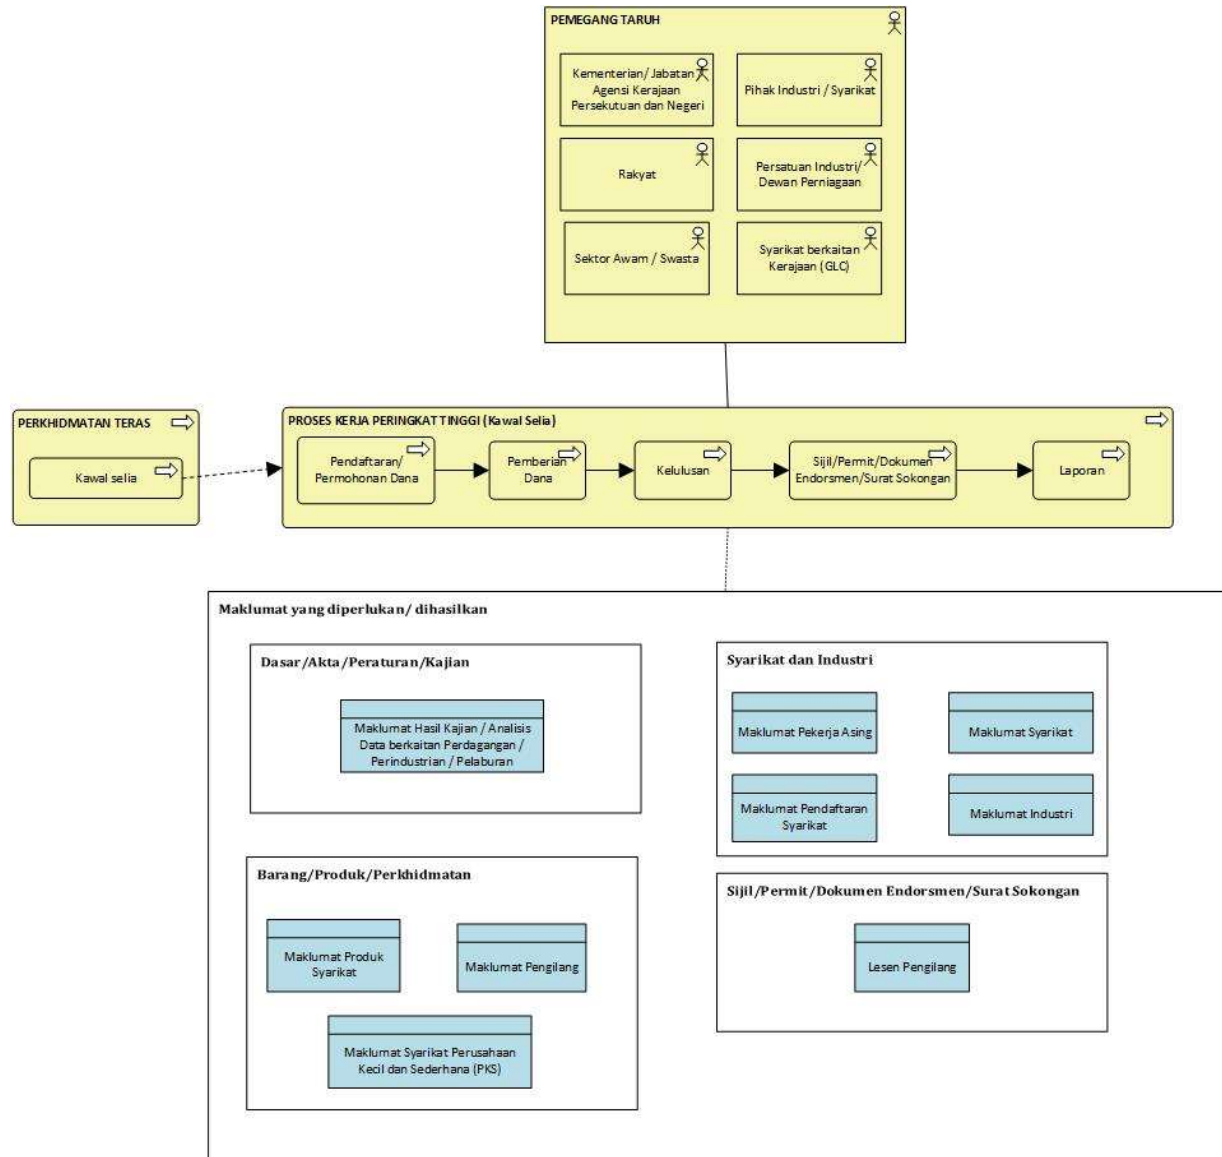 PEMEGANG TARUH
Kementerian/ Jabatan
Agensi Kerajaan
Persekutuan dan Negeri
Pihak Industri / Syarikat
Rakyat
Persatuan Industri/
Dewan Perniagaan
Sektor Awam / Swasta
Syarikat berkaitan
Kerajaan (GLC)
PERKHIDMATAN TERAS
Kawal selia
PROSES KERJA PERINGKAT TINGGI (Kawal Selia)
Pendaftaran/
Permohonan Dana
Pemberian
Dana
Kelulusan
Sijil/Permit/Dokumen
Endorsmen/Surat Sokongan
Laporan
Maklumat yang diperlukan/ dihasilkan
Dasar/Akta/Peraturan/Kajian
Maklumat Hasil Kajian / Analisis
Data berkaitan Perdagangan /
Perindustrian / Pelaburan
Syarikat dan Industri
Maklumat Pekerja Asing
Maklumat Syarikat
Maklumat Pendaftaran
Syarikat
Maklumat Industri
Barang/Produk/Perkhidmatan
Maklumat Produk
Syarikat
Maklumat Pengilang
Maklumat Syarikat Perusahaan
Kecil dan Sederhana (PKS)
Sijil/Permit/Dokumen Endorsmen/Surat Sokongan
Lesen Pengilang